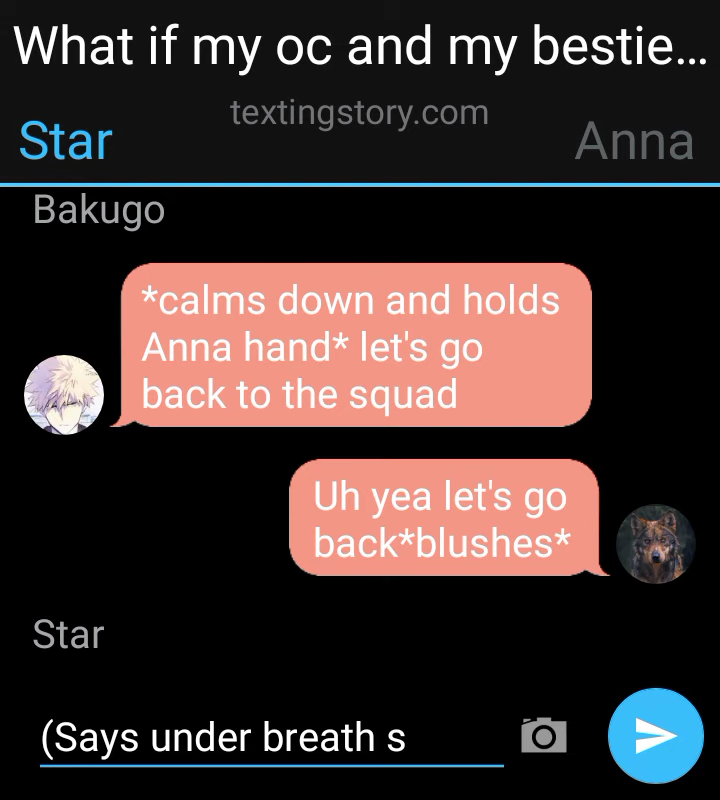 What if my oc and my bestie…
textingstory.com
Star
Anna
Bakugo
*calms down and holds
Anna hand* let's go
back to the squad
Uh yea let's go
back*blushes*
Star
(Says under breath s